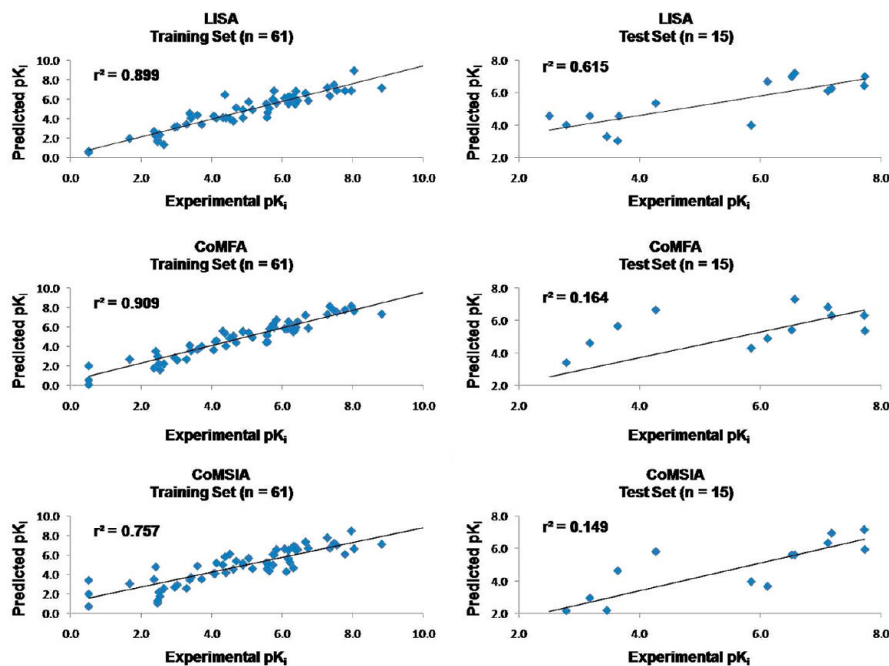 LISA
Training Set (n = 61)
r² = 0.899
Predicted pKi
10.0
8.0
6.0
4.0
2.0
0.0
0.0 2.0 4.0 6.0 8.0 10.0
Experimental pKi
LISA
Test Set (n = 15)
r² = 0.615
Predicted pKi
8.0
6.0
4.0
2.0
2.0 4.0 6.0 8.0
Experimental pKi
CoMFA
Training Set (n = 61)
r² = 0.909
Predicted pKi
10.0
8.0
6.0
4.0
2.0
0.0
0.0 2.0 4.0 6.0 8.0 10.0
Experimental pKi
CoMFA
Test Set (n = 15)
r² = 0.164
Predicted pKi
8.0
6.0
4.0
2.0
2.0 4.0 6.0 8.0
Experimental pKi
CoMSIA
Training Set (n = 61)
r² = 0.757
Predicted pKi
10.0
8.0
6.0
4.0
2.0
0.0
0.0 2.0 4.0 6.0 8.0 10.0
Experimental pKi
CoMSIA
Test Set (n = 15)
r² = 0.149
Predicted pKi
8.0
6.0
4.0
2.0
2.0 4.0 6.0 8.0
Experimental pKi